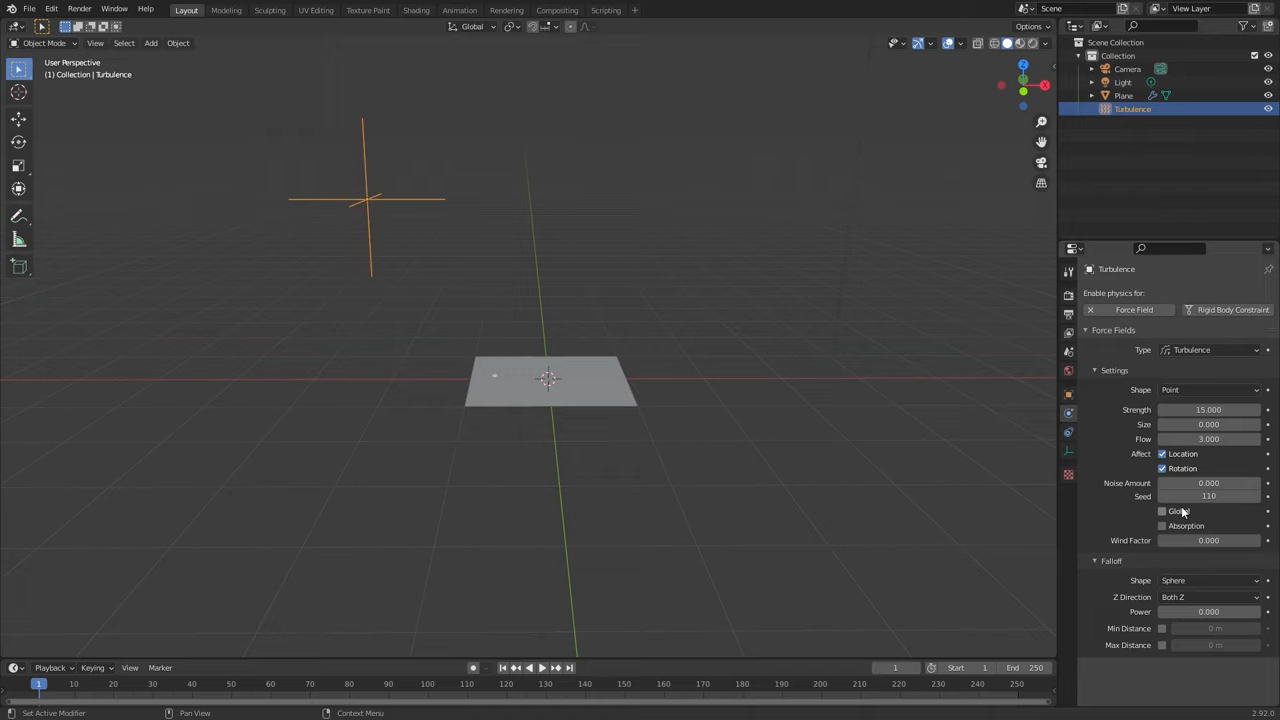 File Edit Render Window Help Layout Modeling Sculpting UV Editing Texture Paint Shading Animation Rendering Compositing Scripting + Scene View Layer
Global Options
Object Mode View Select Add Object
User Perspective
(1) Collection | Turbulence
Scene Collection
Collection
Camera
Light
Plane
Turbulence
Turbulence
Enable physics for:
Force Field Rigid Body Constraint
Force Fields
Type Turbulence
Settings
Shape Point
Strength 15.000
Size 0.000
Flow 3.000
Affect Location
Rotation
Noise Amount 0.000
Seed 110
Global
Absorption
Wind Factor 0.000
Falloff
Shape Sphere
Z Direction Both Z
Power 0.000
Min Distance 0 m
Max Distance 0 m
Playback Keying View Marker 1 Start 1 End 250
1 10 20 30 40 50 60 70 80 90 100 110 120 130 140 150 160 170 180 190 200 210 220 230 240 250
Set Active Modifier Pan View Context Menu 2.92.0